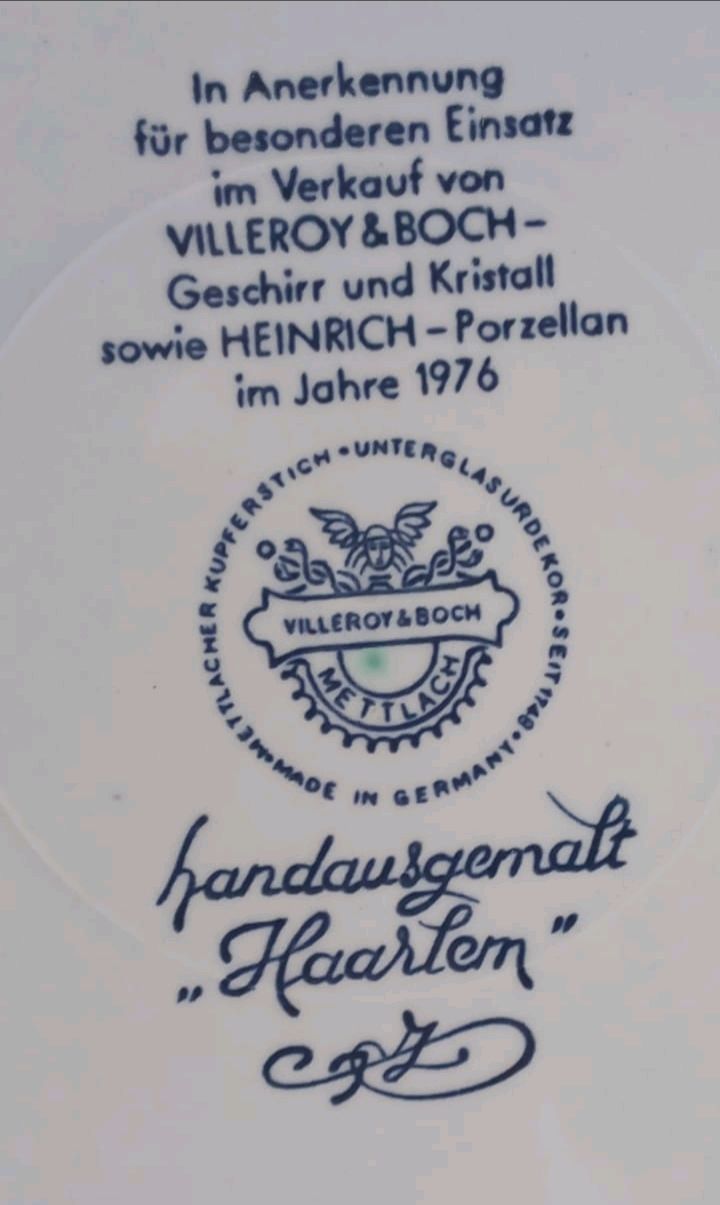 In Anerkennung
für besonderen Einsatz
im Verkauf von
VILLEROY & BOCH -
Geschirr und Kristall
sowie HEINRICH - Porzellan
im Jahre 1976
• METTLACHER KUPFERSTICH • UNTERGLASURDEKOR • SEIT 1748 • MADE IN GERMANY
VILLEROY & BOCH
METTLACH
handausgemalt
„Haarlem”